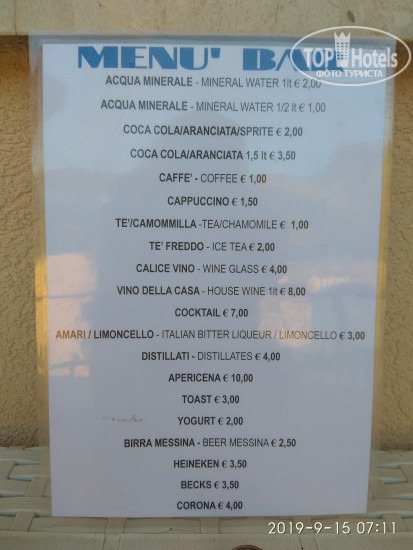 MENU' BAR
TOP Hotels
ФОТО ТУРИСТА
ACQUA MINERALE - MINERAL WATER 1lt € 2,00
ACQUA MINERALE - MINERAL WATER 1/2 lt € 1,00
COCA COLA/ARANCIATA/SPRITE € 2,00
COCA COLA/ARANCIATA 1,5 lt € 3,50
CAFFE' - COFFEE € 1,00
CAPPUCCINO € 1,50
TE'/CAMOMMILLA -TEA/CHAMOMILE € 1,00
TE' FREDDO - ICE TEA € 2,00
CALICE VINO - WINE GLASS € 4,00
VINO DELLA CASA - HOUSE WINE 1lt € 8,00
COCKTAIL € 7,00
AMARI / LIMONCELLO - ITALIAN BITTER LIQUEUR / LIMONCELLO € 3,00
DISTILLATI - DISTILLATES € 4,00
APERICENA € 10,00
TOAST € 3,00
YOGURT € 2,00
BIRRA MESSINA - BEER MESSINA € 2,50
HEINEKEN € 3,50
BECKS € 3,50
CORONA € 4,00
2019-9-15 07:11